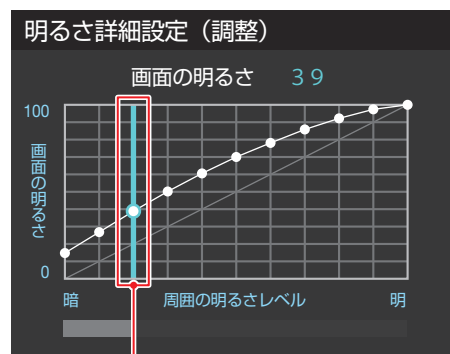 明るさ詳細設定（調整）
画面の明るさ 39
100
画面の明るさ
0
暗 周囲の明るさレベル 明